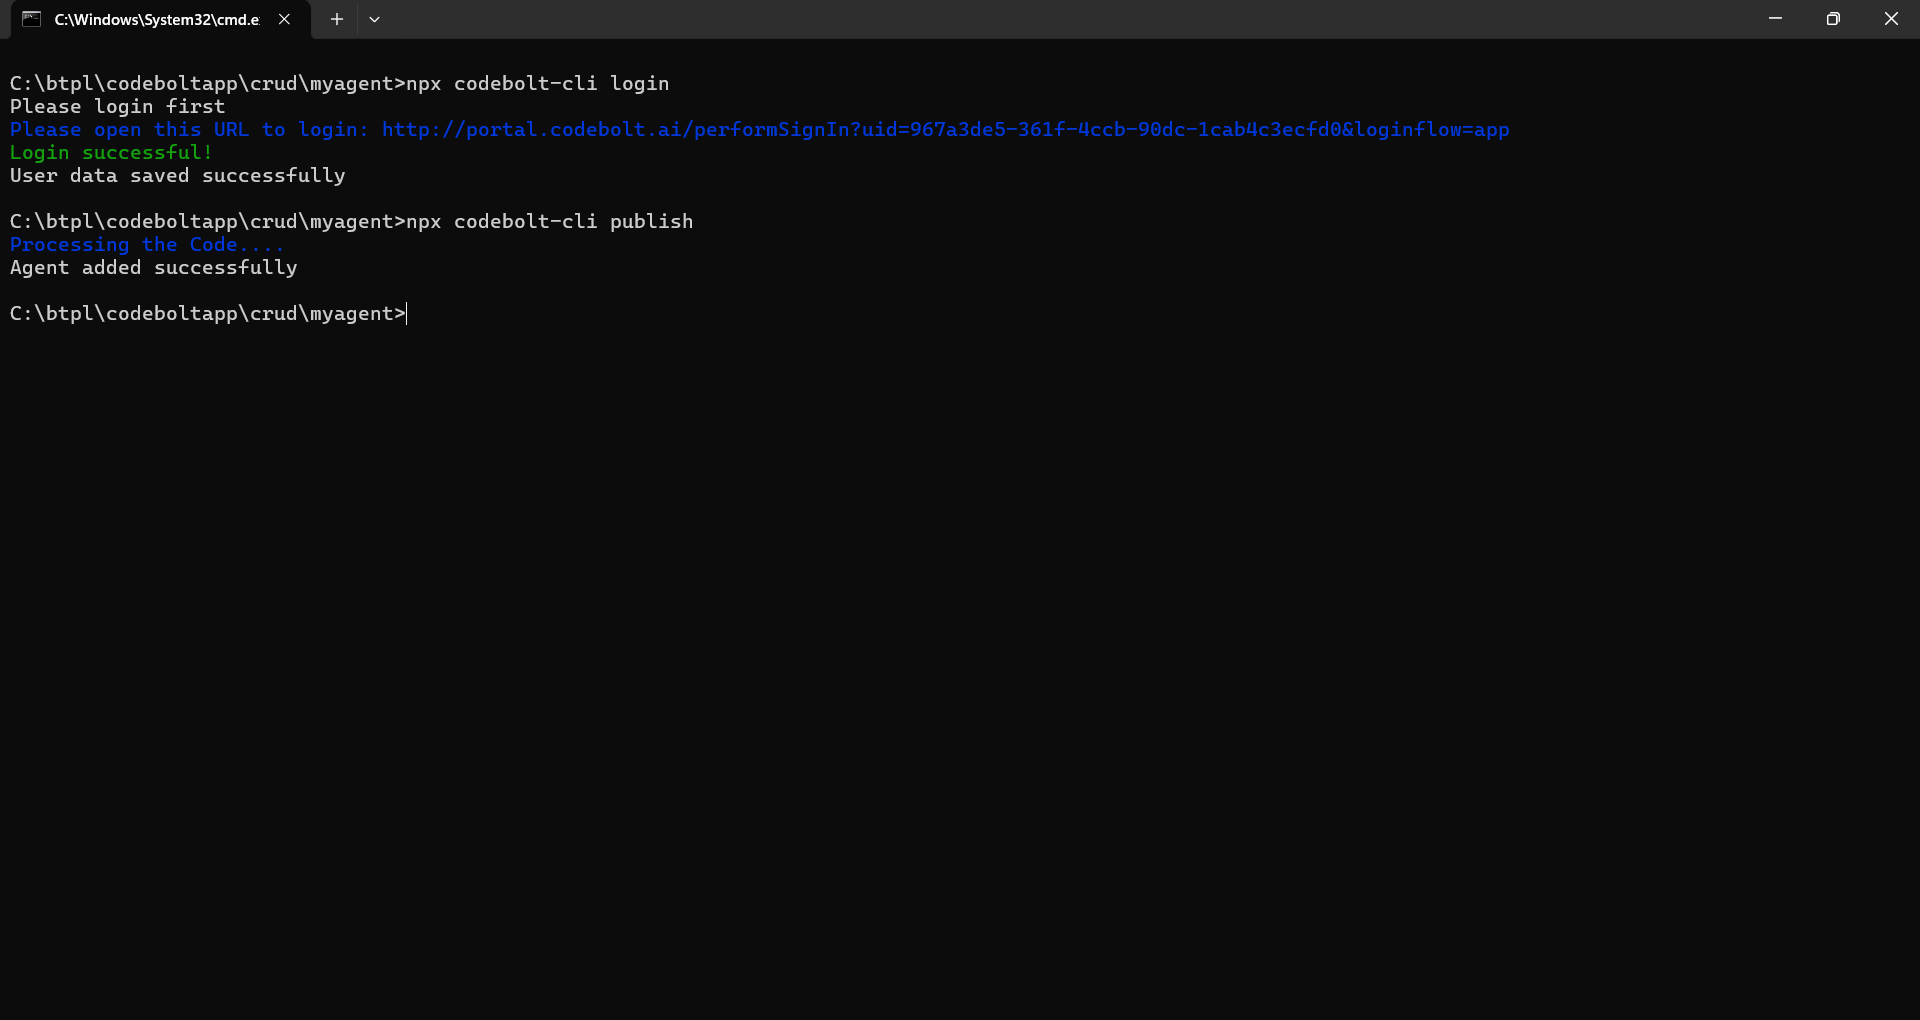 C:\Windows\System32\cmd.e
C:\btpl\codeboltapp\crud\myagent>npx codebolt-cli login
Please login first
Please open this URL to login: http://portal.codebolt.ai/performSignIn?uid=967a3de5-361f-4ccb-90dc-1cab4c3ecfd0&loginflow=app
Login successful!
User data saved successfully
C:\btpl\codeboltapp\crud\myagent>npx codebolt-cli publish
Processing the Code....
Agent added successfully
C:\btpl\codeboltapp\crud\myagent>